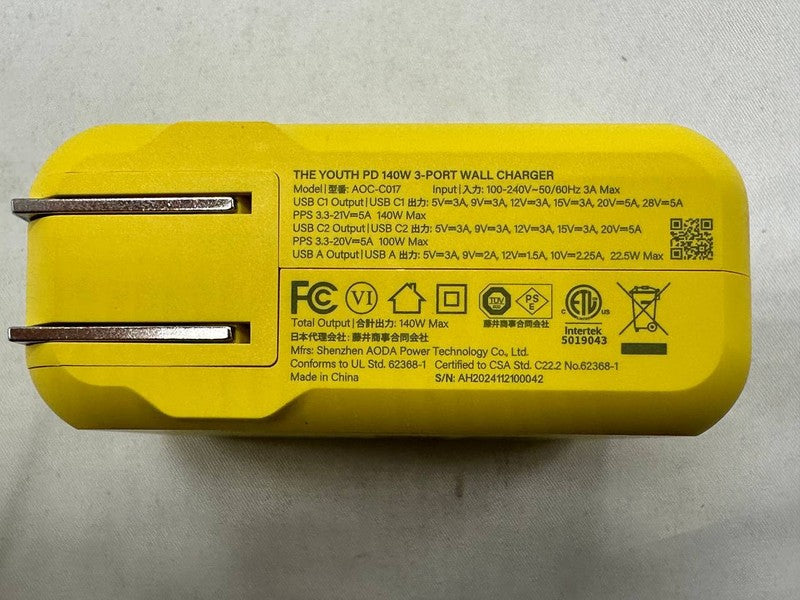 THE YOUTH PD 140W 3-PORT WALL CHARGER
Model|型番: AOC-C017 Input|入力: 100-240V~50/60Hz 3A Max
USB C1 Output|USB C1 出力: 5V⎓3A, 9V⎓3A, 12V⎓3A, 15V⎓3A, 20V⎓5A, 28V⎓5A
PPS 3.3-21V⎓5A 140W Max
USB C2 Output|USB C2 出力: 5V⎓3A, 9V⎓3A, 12V⎓3A, 15V⎓3A, 20V⎓5A
PPS 3.3-20V⎓5A 100W Max
USB A Output|USB A 出力: 5V⎓3A, 9V⎓2A, 12V⎓1.5A, 10V⎓2.25A, 22.5W Max
FC VI TÜV PS E c ETL us
藤井商事合同会社
Intertek
5019043
Total Output|合計出力: 140W Max
日本代理会社: 藤井商事合同会社
Mfrs: Shenzhen AODA Power Technology Co., Ltd.
Conforms to UL Std. 62368-1 Certified to CSA Std. C22.2 No.62368-1
Made in China S/N: AH2024112100042